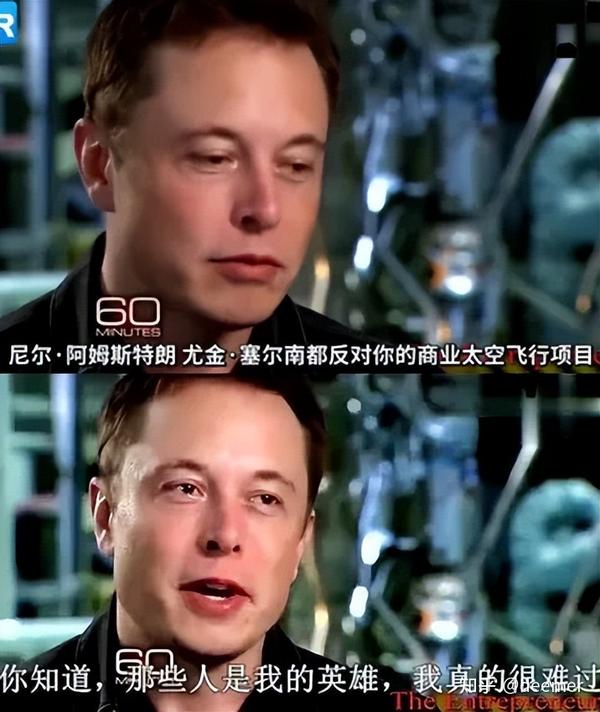 R
60
MINUTES
尼尔·阿姆斯特朗 尤金·塞尔南都反对你的商业太空飞行项目
60
你知道，那些人是我的英雄，我真的很难过
知乎 @deemei
The Entrepreneur